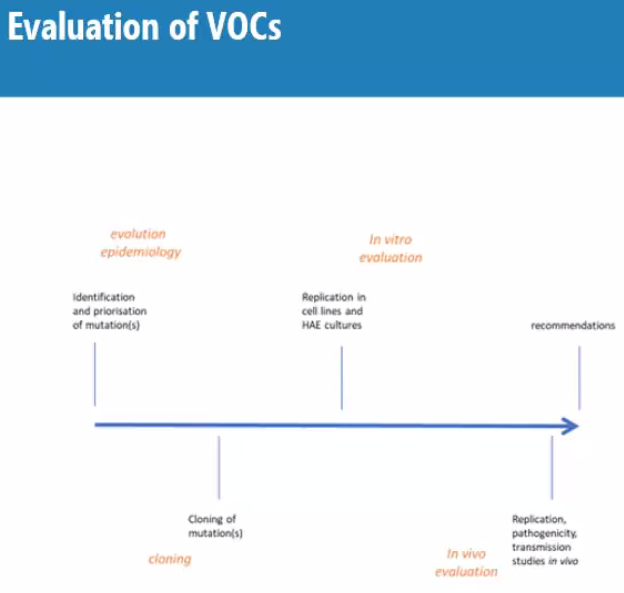 Evaluation of VOCs
evolution
epidemiology
In vitro
evaluation
Identification
and priorisation
of mutation(s)
Replication in
cell lines and
HAE cultures
recommendations
Cloning of
mutation(s)
cloning
Replication,
pathogenicity,
transmission
studies in vivo
In vivo
evaluation